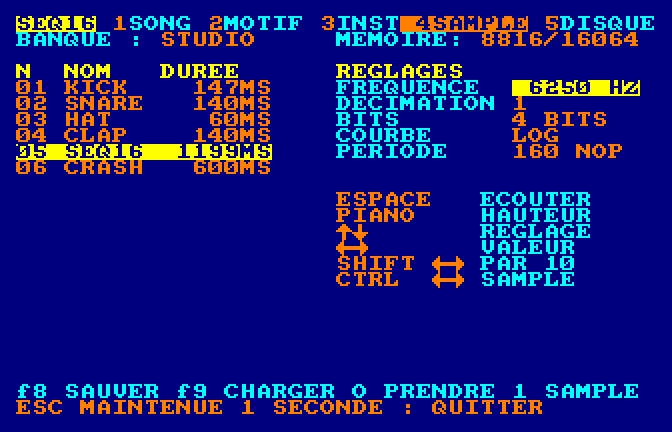 SEQ16 1SONG 2MOTIF 3INST 4SAMPLE 5DISQUE
BANQUE : STUDIO MEMOIRE: 8816/16064
N NOM DUREE REGLAGES
01 KICK 147MS FREQUENCE 6250 HZ
02 SNARE 140MS DECIMATION 1
03 HAT 60MS BITS 4 BITS
04 CLAP 140MS COURBE LOG
05 SEQ16 1199MS PERIODE 160 NOP
06 CRASH 600MS
ESPACE ECOUTER
PIANO HAUTEUR
↑↓ REGLAGE
↔ VALEUR
SHIFT ↔ PAR 10
CTRL ↔ SAMPLE
f8 SAUVER f9 CHARGER O PRENDRE 1 SAMPLE
ESC MAINTENUE 1 SECONDE : QUITTER